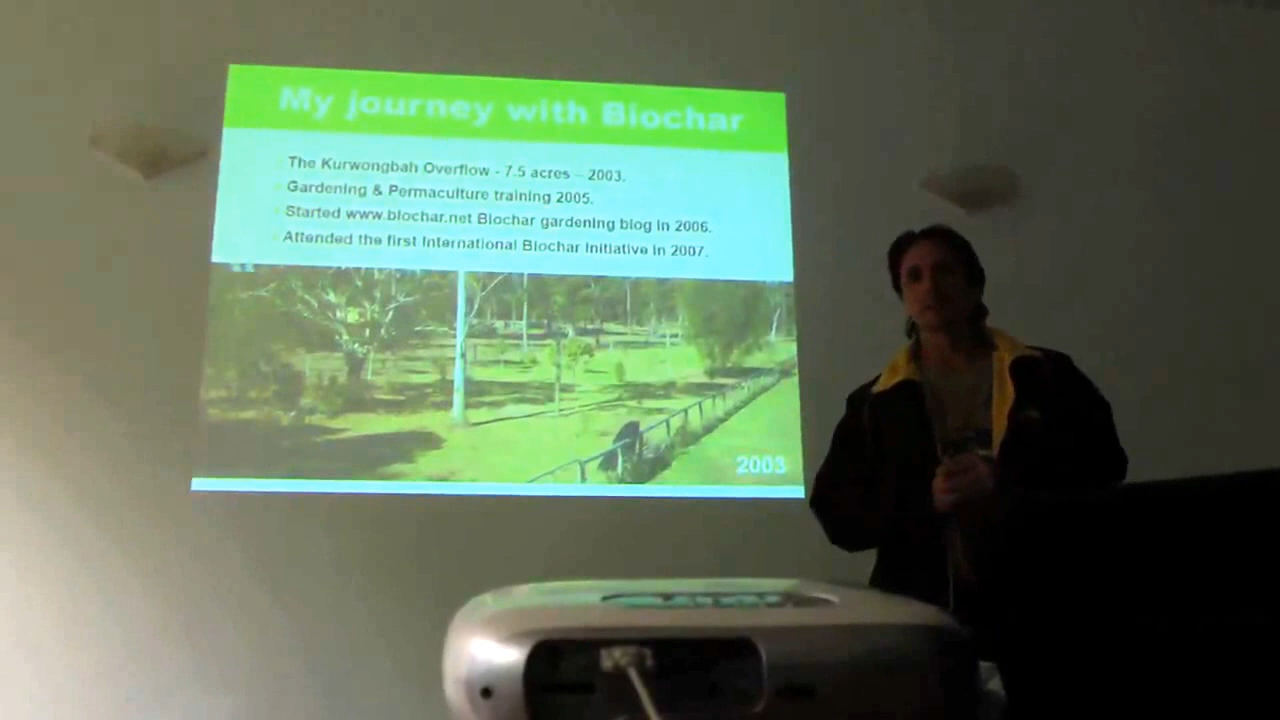 My journey with Biochar
The Kurwongbah Overflow - 7.5 acres – 2003.
Gardening & Permaculture training 2005.
Started www.biochar.net Biochar gardening blog in 2006.
Attended the first International Biochar Initiative in 2007.
2003